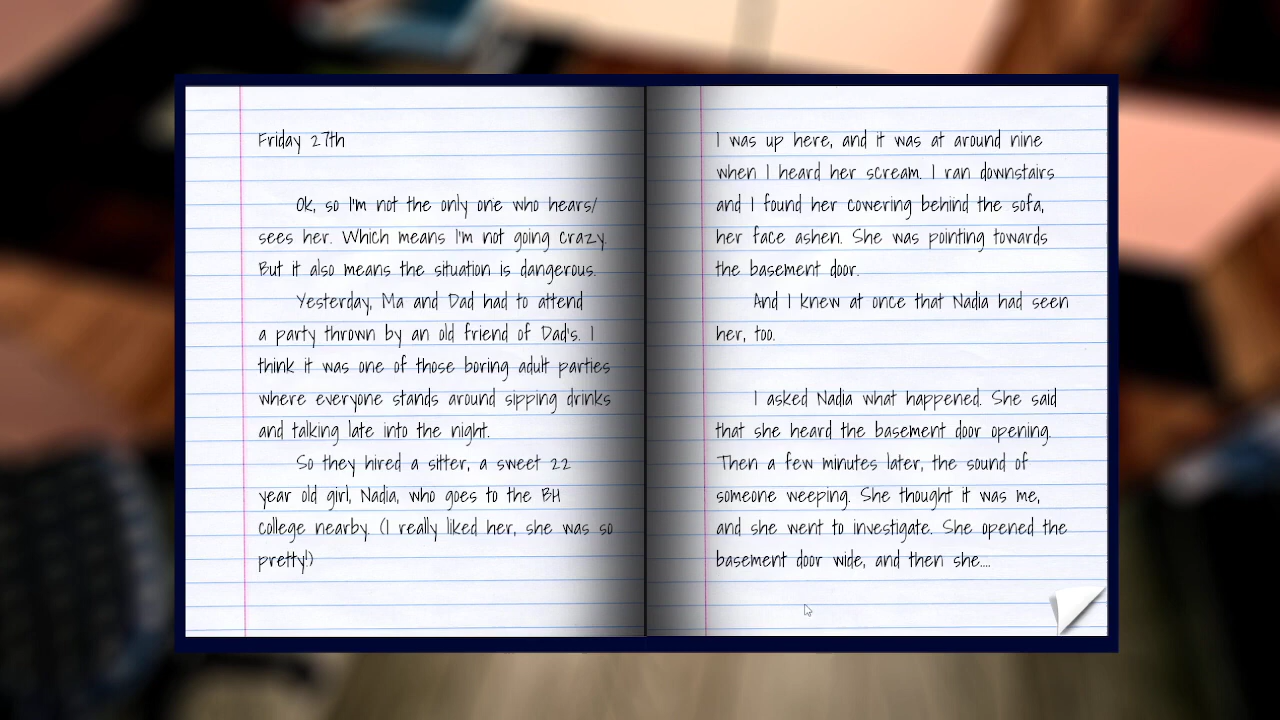 Friday 27th
Ok, so I'm not the only one who hears/
sees her. Which means I'm not going crazy.
But it also means the situation is dangerous.
Yesterday, Ma and Dad had to attend
a party thrown by an old friend of Dad's. I
think it was one of those boring adult parties
where everyone stands around sipping drinks
and talking late into the night.
So they hired a sitter, a sweet 22
year old girl, Nadia, who goes to the BH
college nearby. (I really liked her, she was so
pretty!)
I was up here, and it was at around nine
when I heard her scream. I ran downstairs
and I found her cowering behind the sofa,
her face ashen. She was pointing towards
the basement door.
And I knew at once that Nadia had seen
her, too.
I asked Nadia what happened. She said
that she heard the basement door opening.
Then a few minutes later, the sound of
someone weeping. She thought it was me,
and she went to investigate. She opened the
basement door wide, and then she....